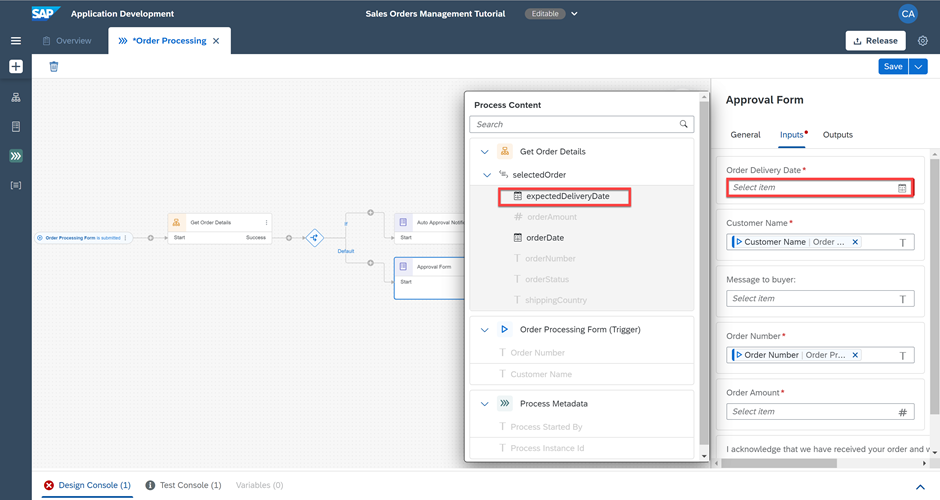 SAP Application Development
Sales Orders Management Tutorial
Editable
CA
Overview
*Order Processing
Release
Save
Process Content
Search
Get Order Details
selectedOrder
expectedDeliveryDate
# orderAmount
orderDate
T orderNumber
T orderStatus
T shippingCountry
Order Processing Form (Trigger)
T Order Number
T Customer Name
Process Metadata
T Process Started By
T Process Instance Id
Order Processing Form is submitted
Get Order Details
Start Success
Default
Auto Approval Notifi
Start
Approval Form
Start
Approval Form
General Inputs Outputs
Order Delivery Date*
Select item
Customer Name*
Customer Name | Order ... T
Message to buyer:
Select item T
Order Number*
Order Number | Order Pr... T
Order Amount*
Select item #
I acknowledge that we have received your order and w
Design Console (1)
Test Console (1)
Variables (0)